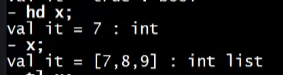 - hd x;
val it = 7 : int
- x;
val it = [7,8,9] : int list